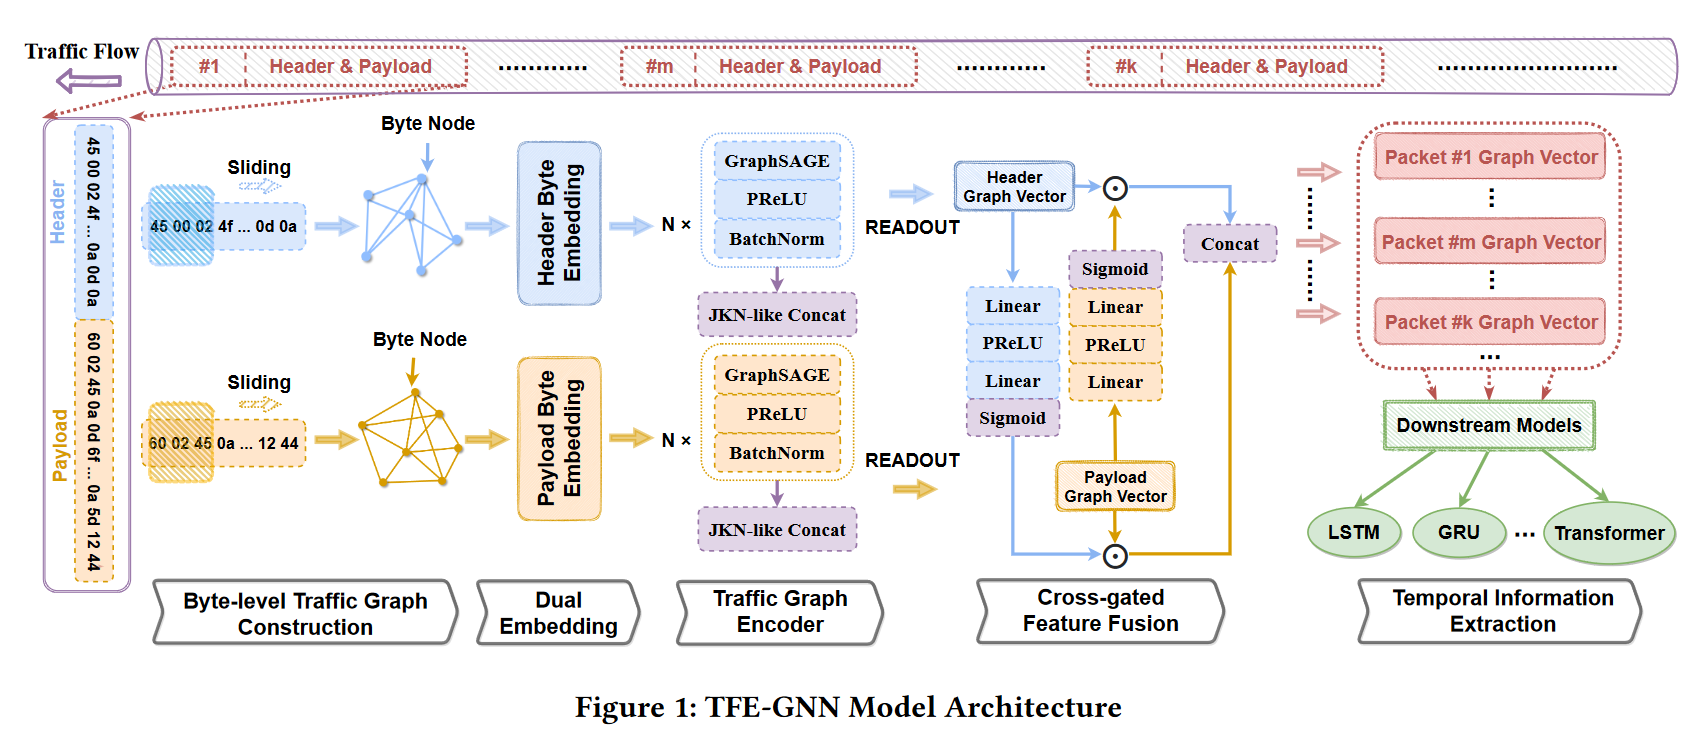 Traffic Flow
#1 Header & Payload ............ #m Header & Payload ............ #k Header & Payload ........................
Header
45 00 02 4f ... 0a 0d 0a
Payload
60 02 45 0a 0d 6f ... 0a 5d 12 44
Sliding
45 00 02 4f ... 0d 0a
Byte Node
Header Byte
Embedding
N ×
GraphSAGE
PReLU
BatchNorm
JKN-like Concat
READOUT
Sliding
60 02 45 0a ... 12 44
Byte Node
Payload Byte
Embedding
N ×
GraphSAGE
PReLU
BatchNorm
JKN-like Concat
READOUT
Header
Graph Vector
Linear
PReLU
Linear
Sigmoid
Sigmoid
Linear
PReLU
Linear
Payload
Graph Vector
Concat
Packet #1 Graph Vector
Packet #m Graph Vector
Packet #k Graph Vector
...
Downstream Models
LSTM
GRU
...
Transformer
Byte-level Traffic Graph
Construction
Dual
Embedding
Traffic Graph
Encoder
Cross-gated
Feature Fusion
Temporal Information
Extraction
Figure 1: TFE-GNN Model Architecture